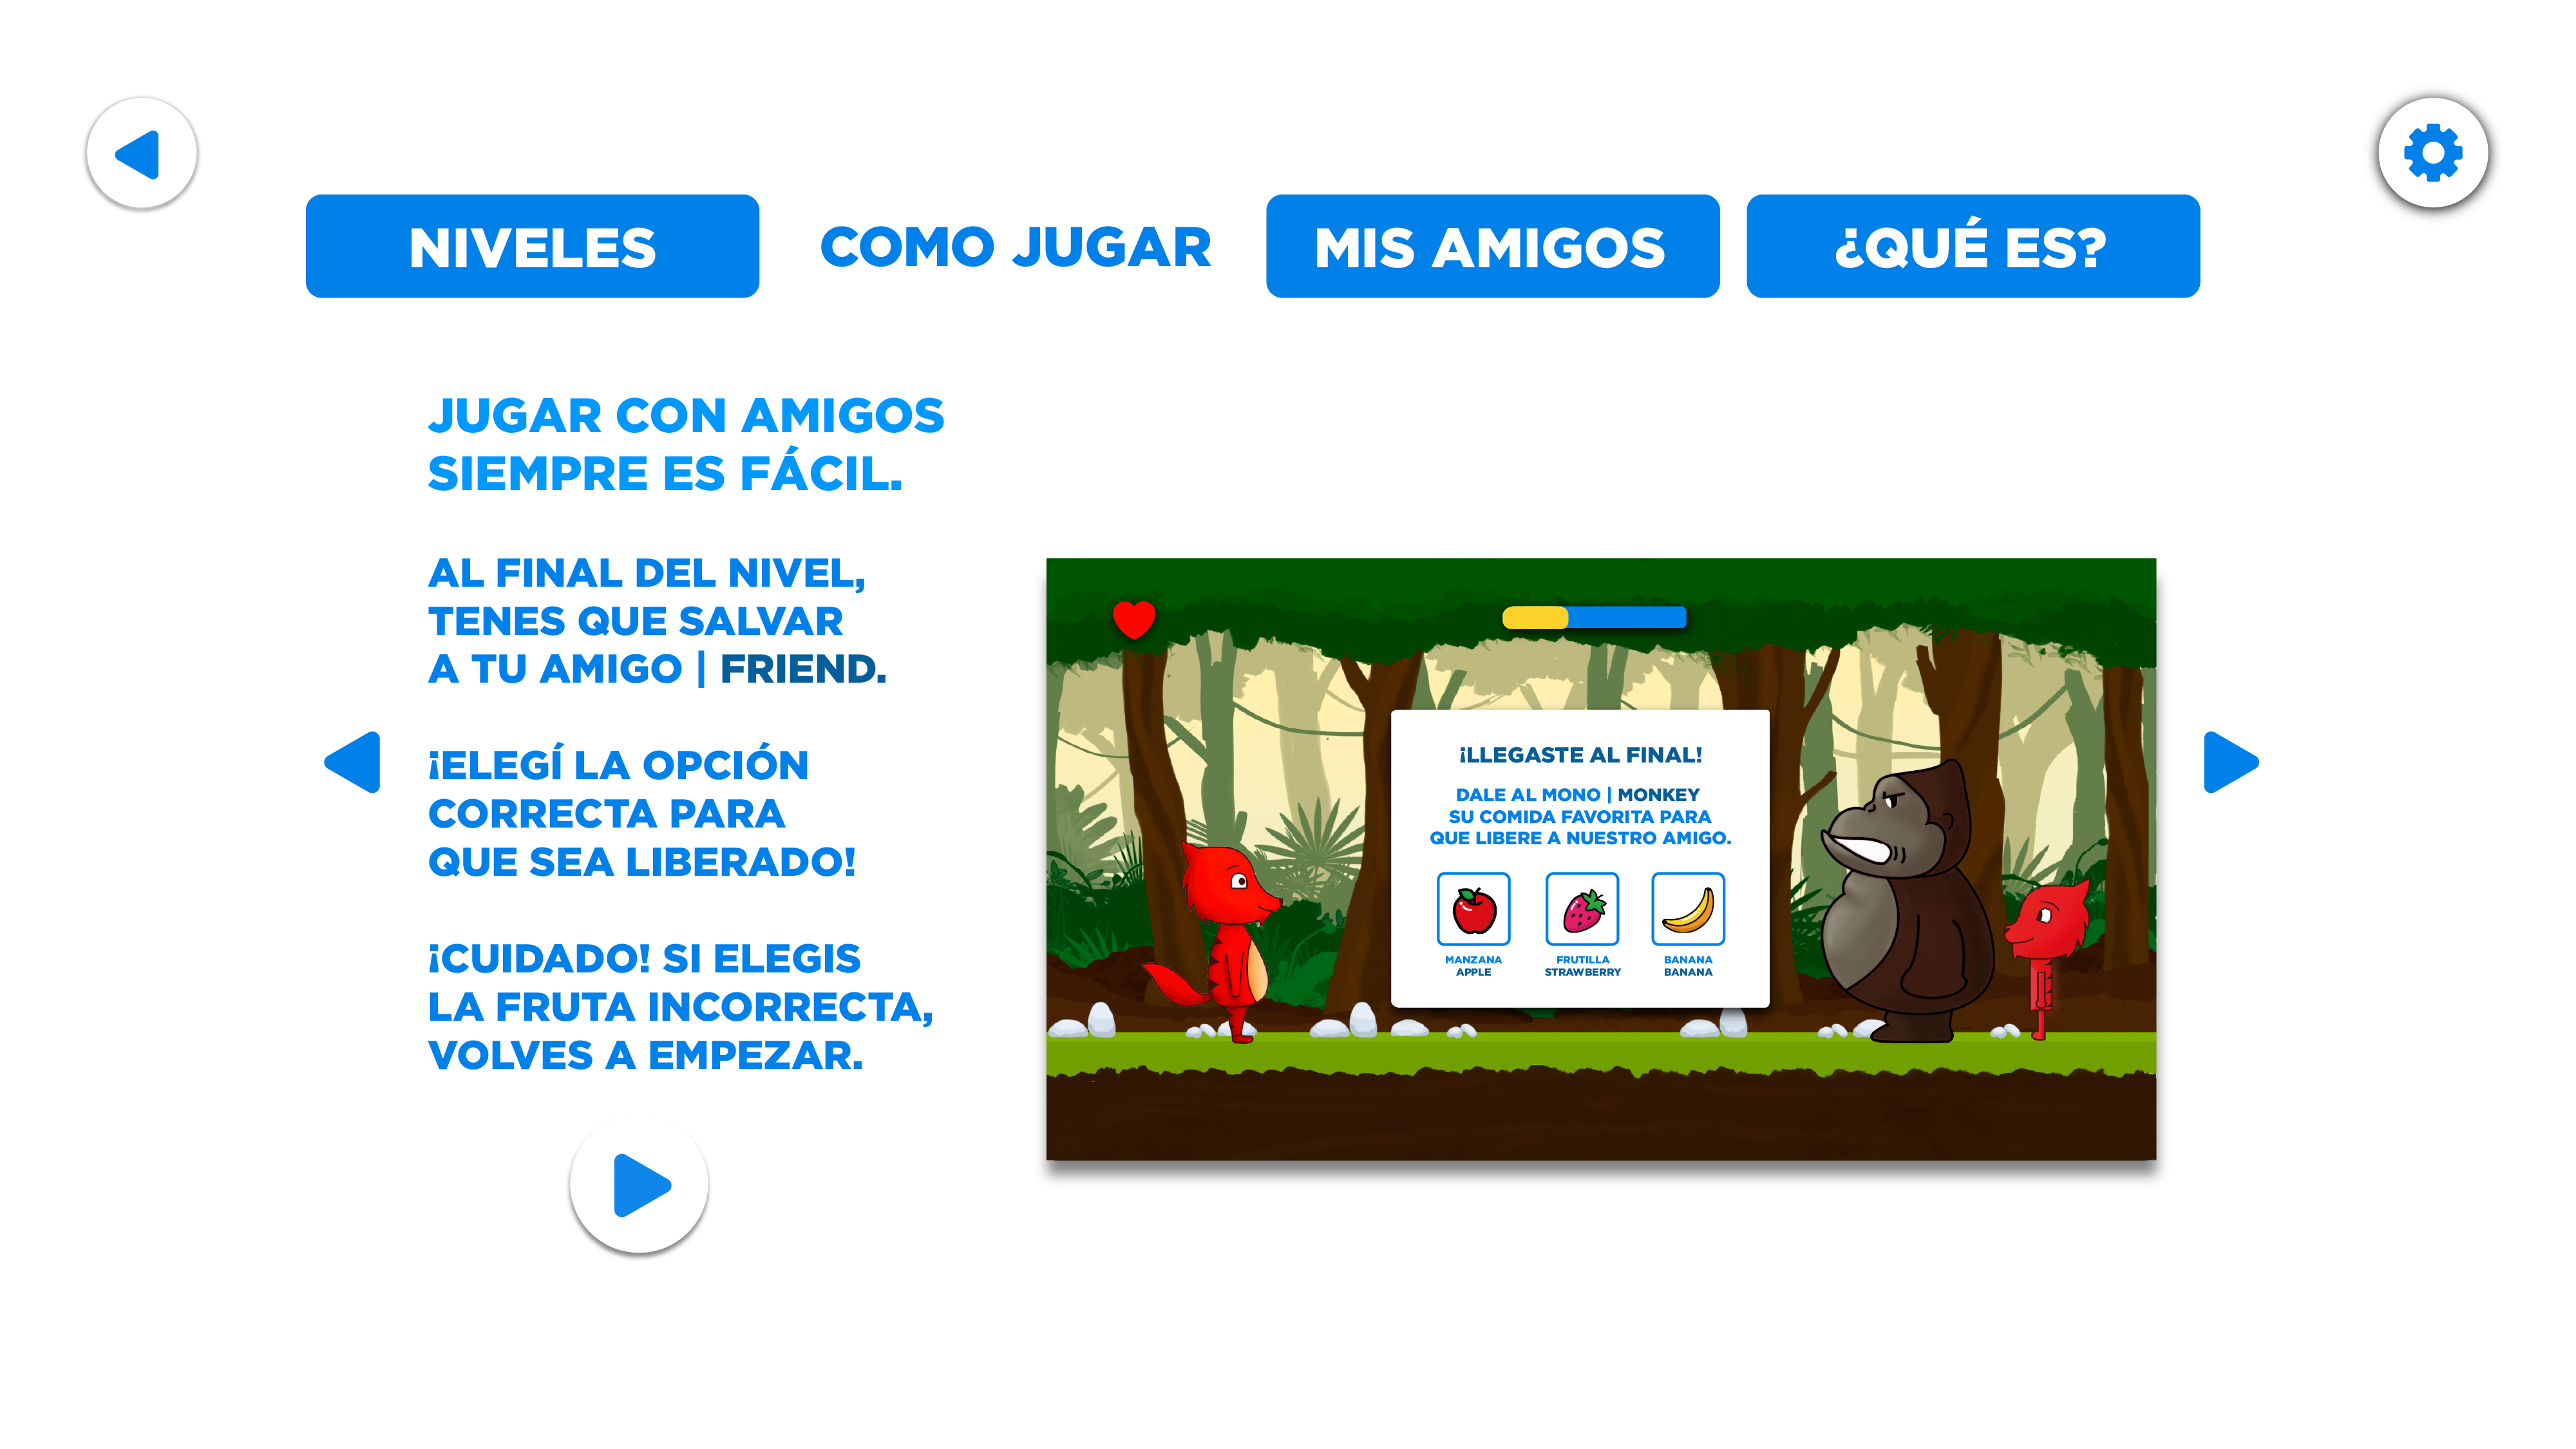 NIVELES
COMO JUGAR
MIS AMIGOS
¿QUÉ ES?
JUGAR CON AMIGOS
SIEMPRE ES FÁCIL.
AL FINAL DEL NIVEL,
TENES QUE SALVAR
A TU AMIGO | FRIEND.
¡ELEGÍ LA OPCIÓN
CORRECTA PARA
QUE SEA LIBERADO!
¡CUIDADO! SI ELEGIS
LA FRUTA INCORRECTA,
VOLVES A EMPEZAR.
¡LLEGASTE AL FINAL!
DALE AL MONO | MONKEY
SU COMIDA FAVORITA PARA
QUE LIBERE A NUESTRO AMIGO.
MANZANA
APPLE
FRUTILLA
STRAWBERRY
BANANA
BANANA